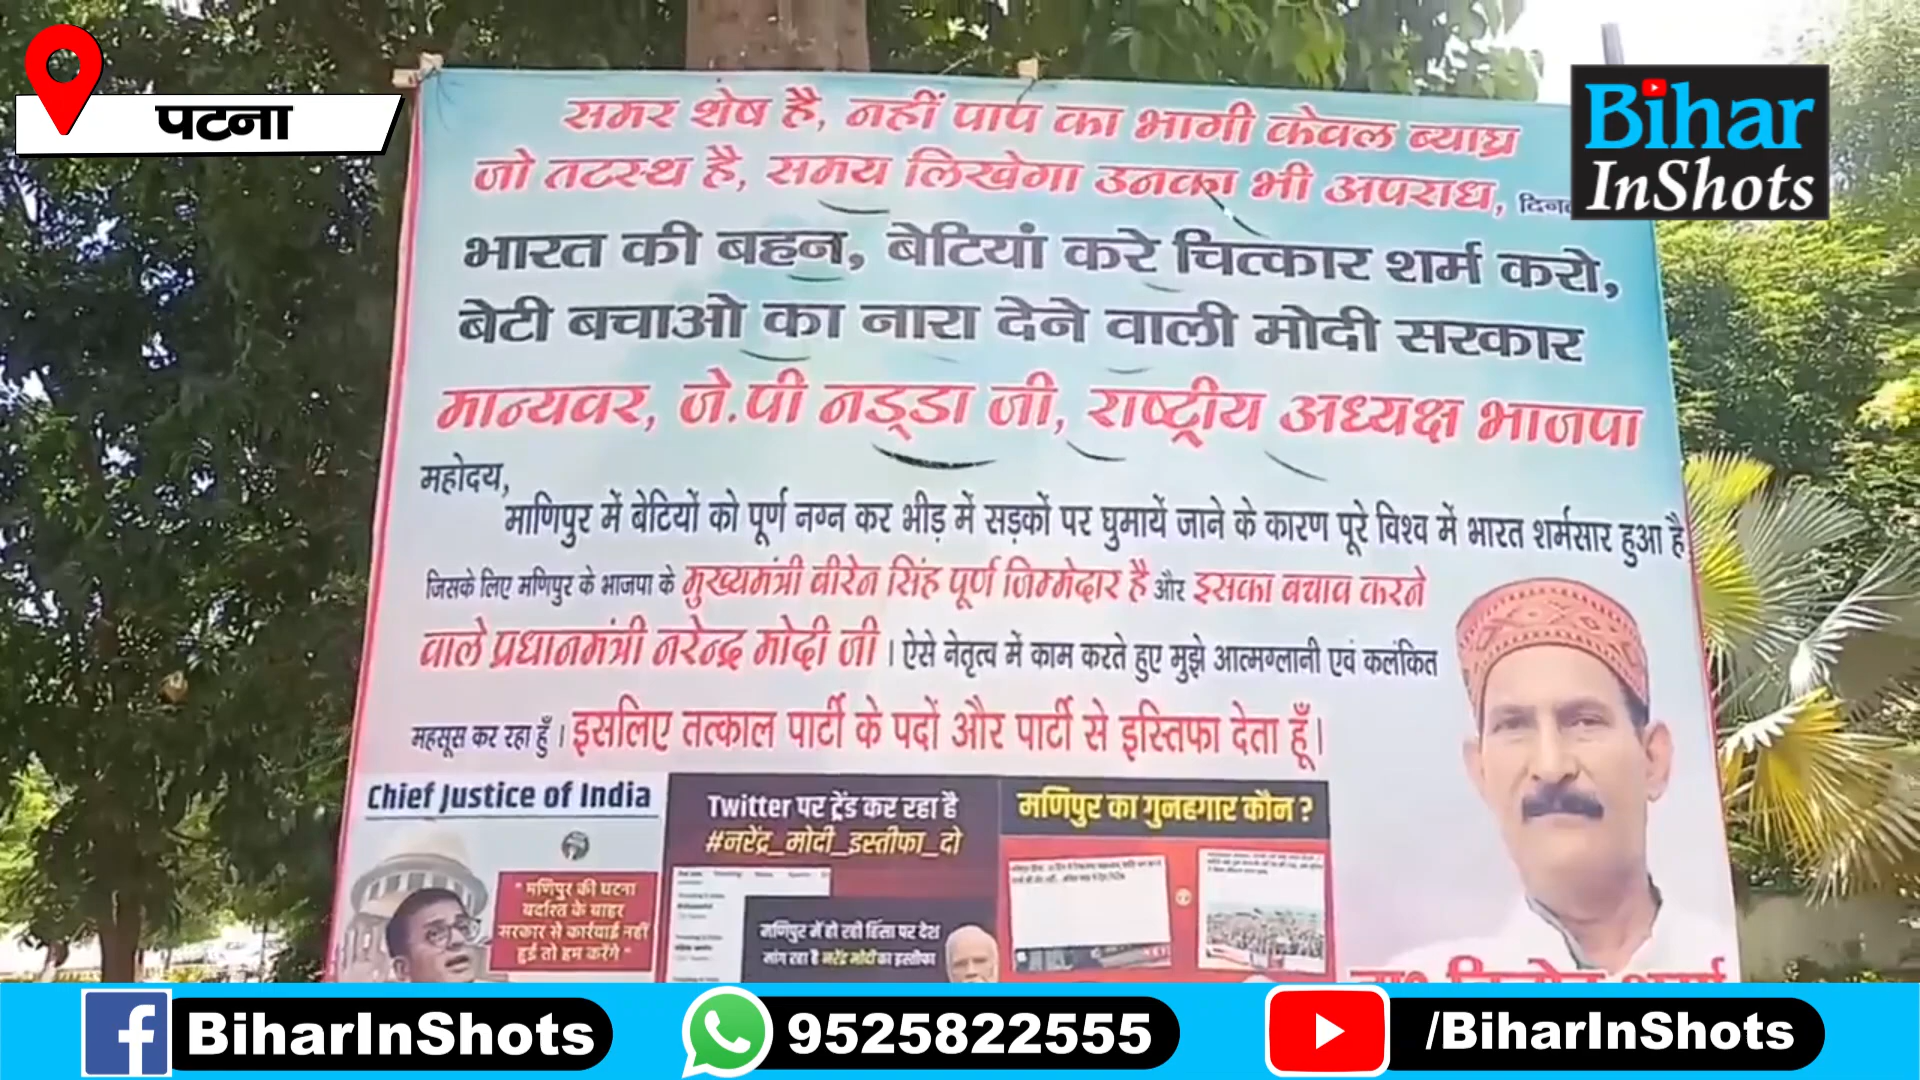 पटना
Bihar
InShots
समर शेष है, नहीं पाप का भागी केवल ब्याघ्र
जो तटस्थ है, समय लिखेगा उनका भी अपराध,
भारत की बहन, बेटियां करे चित्कार शर्म करो,
बेटी बचाओ का नारा देने वाली मोदी सरकार
मान्यवर, जे.पी नड्डा जी, राष्ट्रीय अध्यक्ष भाजपा
महोदय,
माणिपुर में बेटियों को पूर्ण नग्न कर भीड़ में सड़कों पर घुमायें जाने के कारण पूरे विश्व में भारत शर्मसार हुआ है
जिसके लिए मणिपुर के भाजपा के मुख्यमंत्री बीरेन सिंह पूर्ण जिम्मेदार है और इसका बचाव करने
वाले प्रधानमंत्री नरेन्द्र मोदी जी । ऐसे नेतृत्व में काम करते हुए मुझे आत्मग्लानी एवं कलंकित
महसूस कर रहा हूँ । इसलिए तत्काल पार्टी के पदों और पार्टी से इस्तिफा देता हूँ।
Chief Justice of India
" मणिपुर की घटना
बर्दाश्त के बाहर
सरकार से कार्रवाई नहीं
हुई तो हम करेंगे "
Twitter पर ट्रेंड कर रहा है
#नरेंद्र_मोदी_इस्तीफा_दो
मणिपुर में हो रही हिंसा पर देश
मांग रहा है नरेंद्र मोदी का इस्तीफा
मणिपुर का गुनहगार कौन ?
BiharInShots
9525822555
/BiharInShots